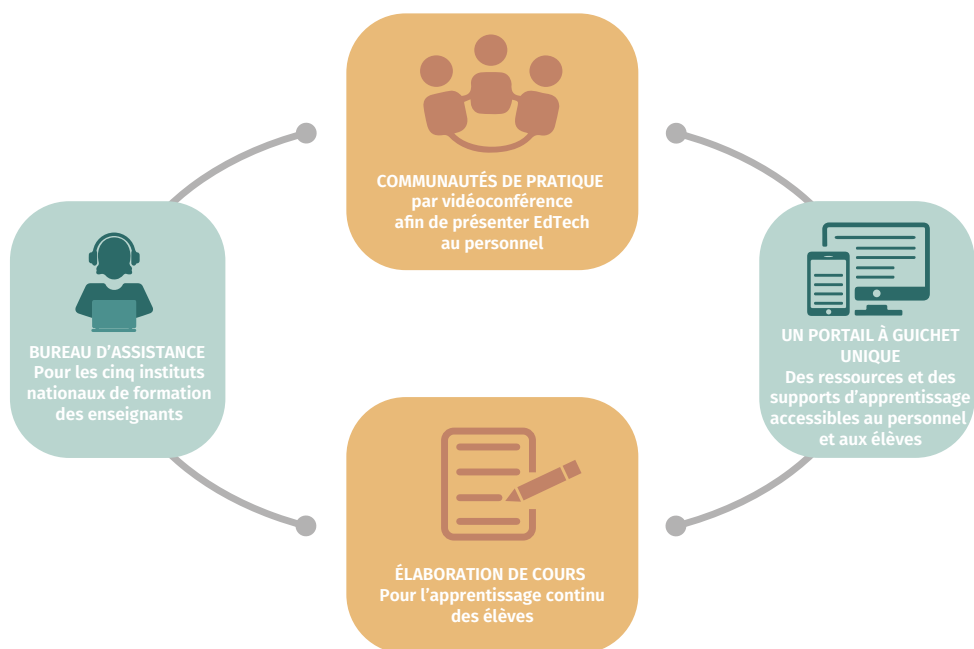 COMMUNAUTÉS DE PRATIQUE
par vidéoconférence
afin de présenter EdTech
au personnel
BUREAU D’ASSISTANCE
Pour les cinq instituts
nationaux de formation
des enseignants
UN PORTAIL À GUICHET
UNIQUE
Des ressources et des
supports d’apprentissage
accessibles au personnel
et aux élèves
ÉLABORATION DE COURS
Pour l’apprentissage continu
des élèves